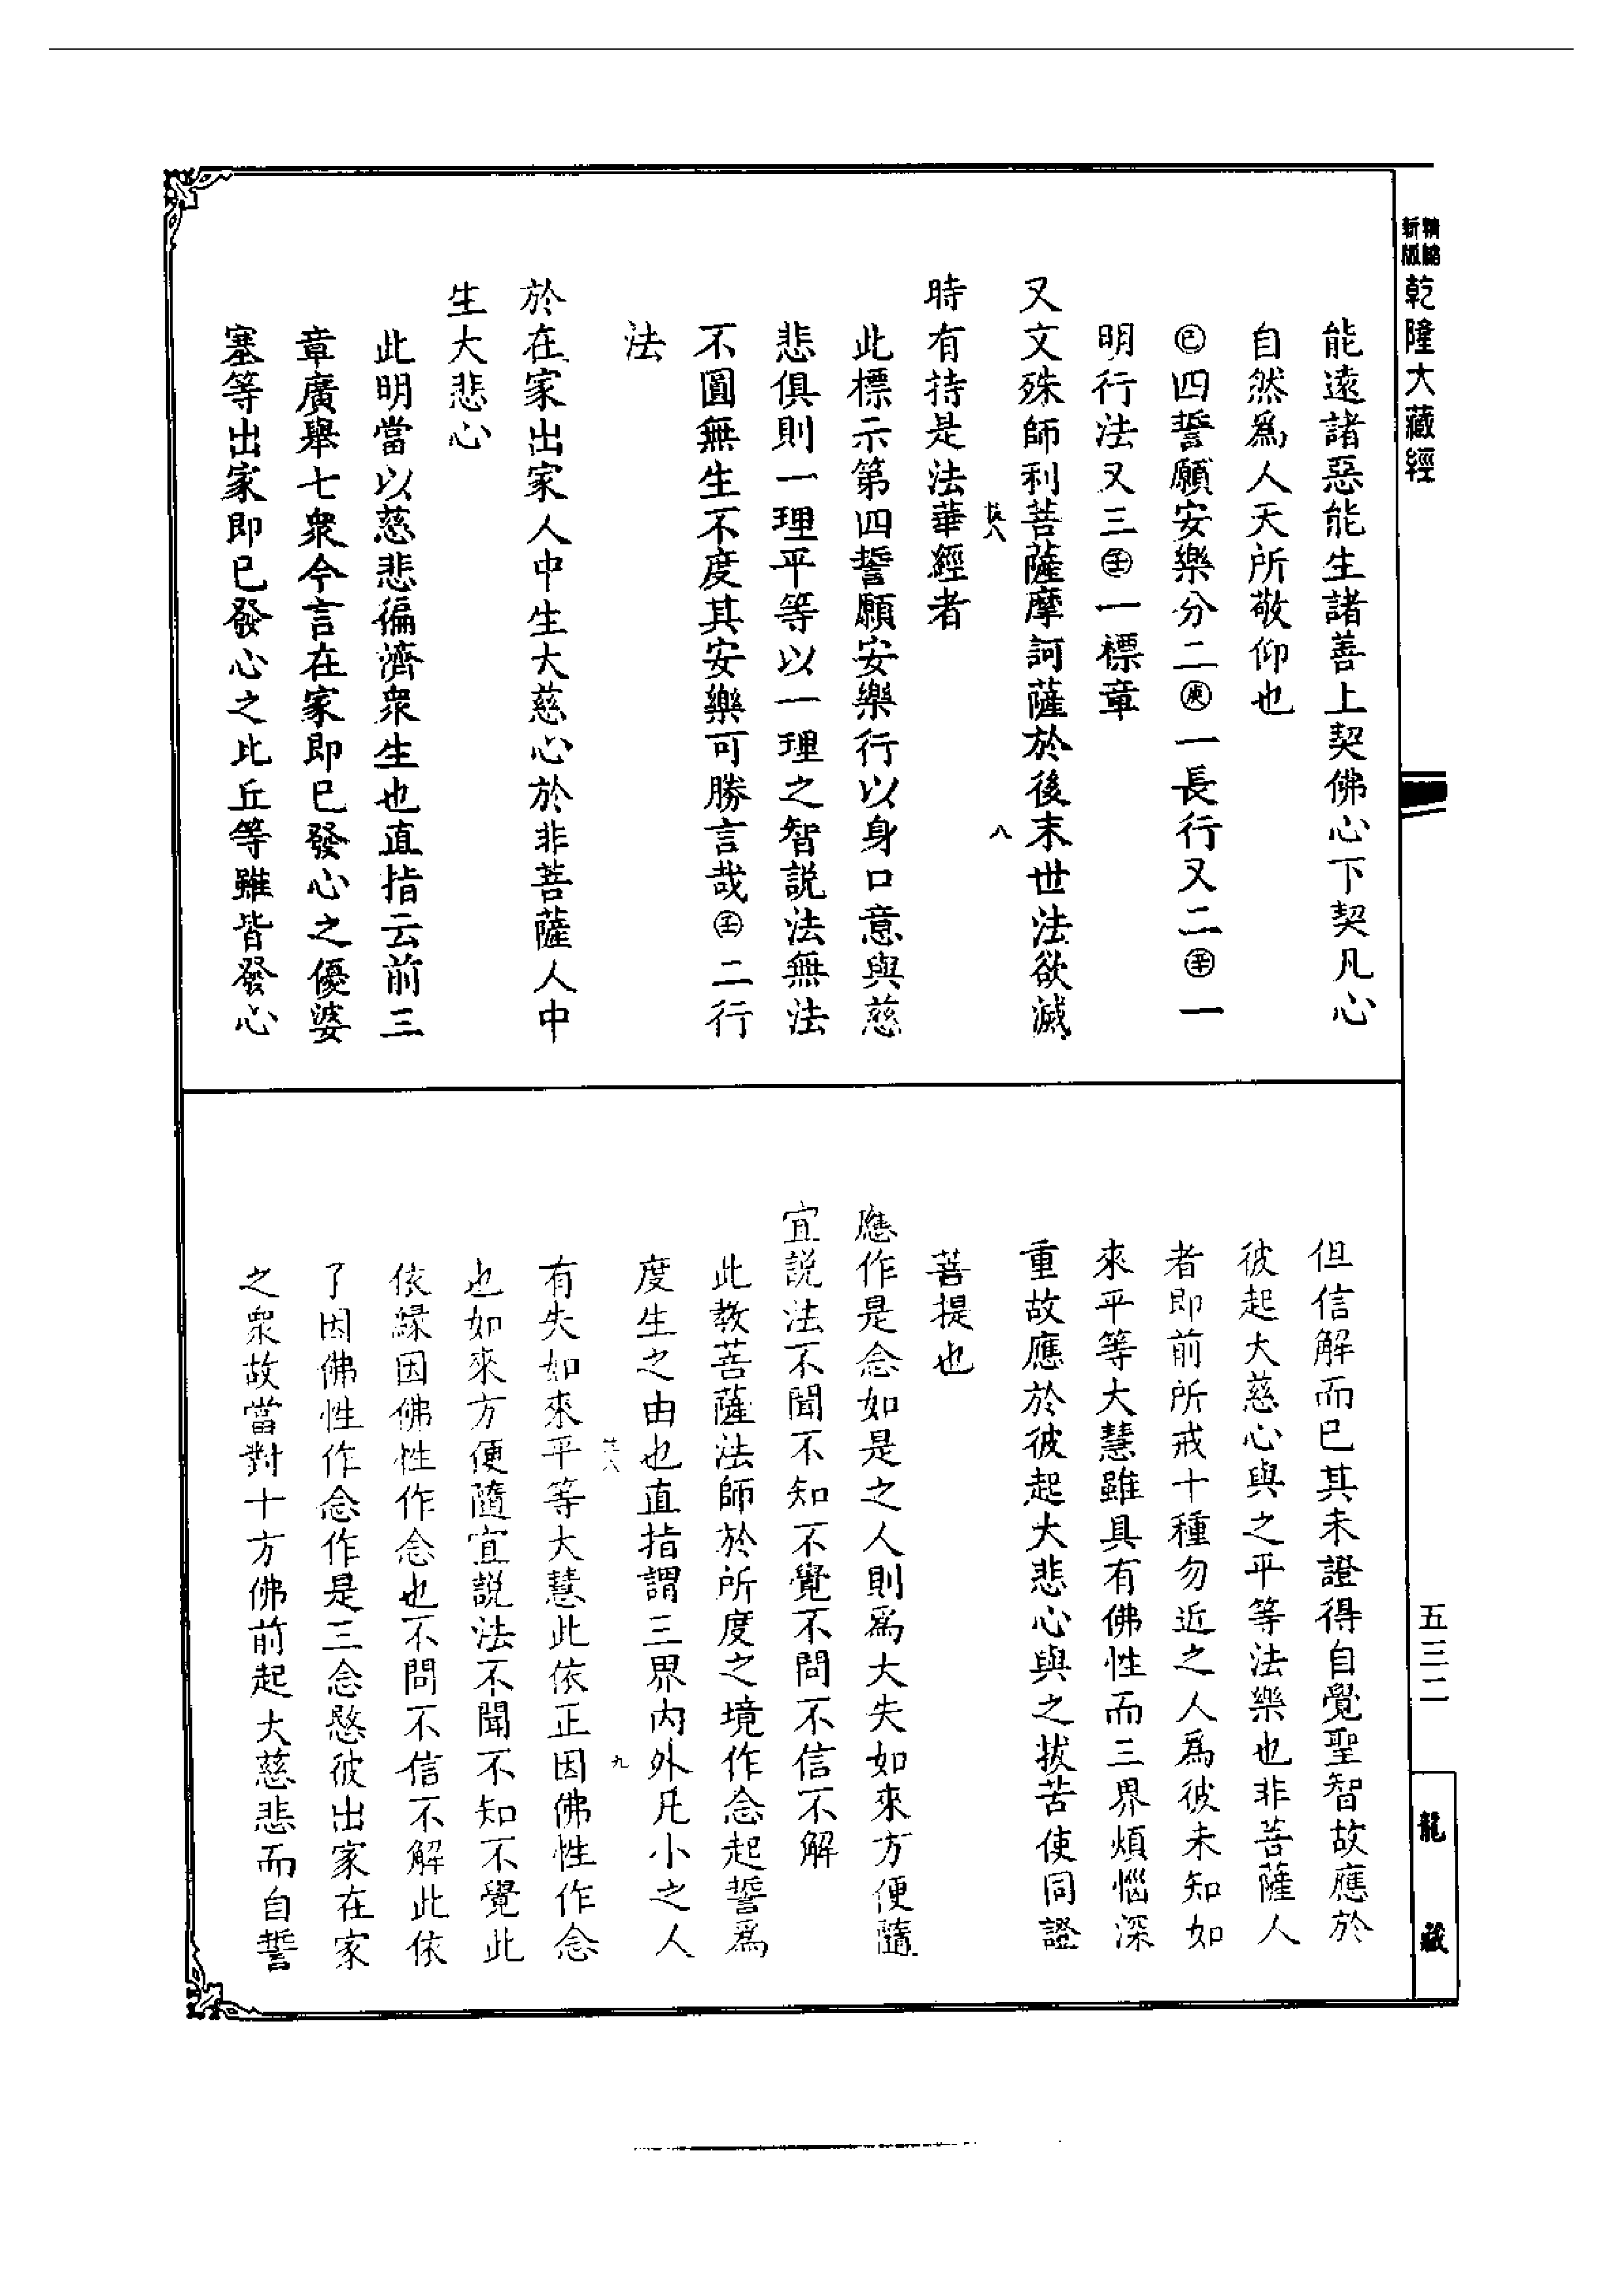 精縮
新版
乾隆大藏經
能遠諸惡能生諸善上契佛心下契凡心
自然爲人天所敬仰也
㊁四誓願安樂分二㊁一長行又二㊁一
明行法又三㊁一標章
又文殊師利菩薩摩訶薩於後末世法欲滅
八
時有持是法華經者
此標示第四誓願安樂行以身口意與慈
悲俱則一理平等以一理之智説法無法
不圓無生不度其安樂可勝言哉㊁二行
法
於在家出家人中生大慈心於非菩薩人中
生大悲心
此明當以慈悲徧濟衆生也直指云前三
章廣舉七衆今言在家即已發心之優婆
塞等出家即已發心之比丘等雖皆發心
但信解而已其未證得自覺聖智故應於
彼起大慈心與之平等法樂也非菩薩人
者即前所戒十種勿近之人爲彼未知如
來平等大慧雖具有佛性而三界煩惱深
重故應於彼起大悲心與之拔苦使同證
菩提也
應作是念如是之人則爲大失如來方便隨
宜説法不聞不知不覺不問不信不解
此教菩薩法師於所度之境作念起誓爲
度生之由也直指謂三界内外凡小之人
九
有失如來平等大慧此依正因佛性作念
也如來方便隨宜説法不聞不知不覺此
依緣因佛性作念也不問不信不解此依
了因佛性作念作是三念愍彼出家在家
之衆故當對十方佛前起大慈悲而自誓
五三二
龍藏